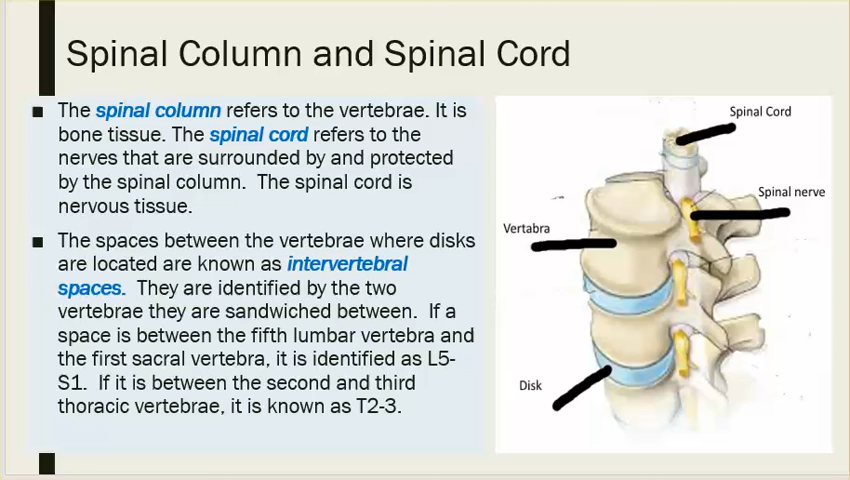 Spinal Column and Spinal Cord
■ The spinal column refers to the vertebrae. It is
bone tissue. The spinal cord refers to the
nerves that are surrounded by and protected
by the spinal column.  The spinal cord is
nervous tissue.
■ The spaces between the vertebrae where disks
are located are known as intervertebral
spaces.  They are identified by the two
vertebrae they are sandwiched between.  If a
space is between the fifth lumbar vertebra and
the first sacral vertebra, it is identified as L5-
S1.  If it is between the second and third
thoracic vertebrae, it is known as T2-3.
Spinal Cord
Spinal nerve
Vertabra
Disk